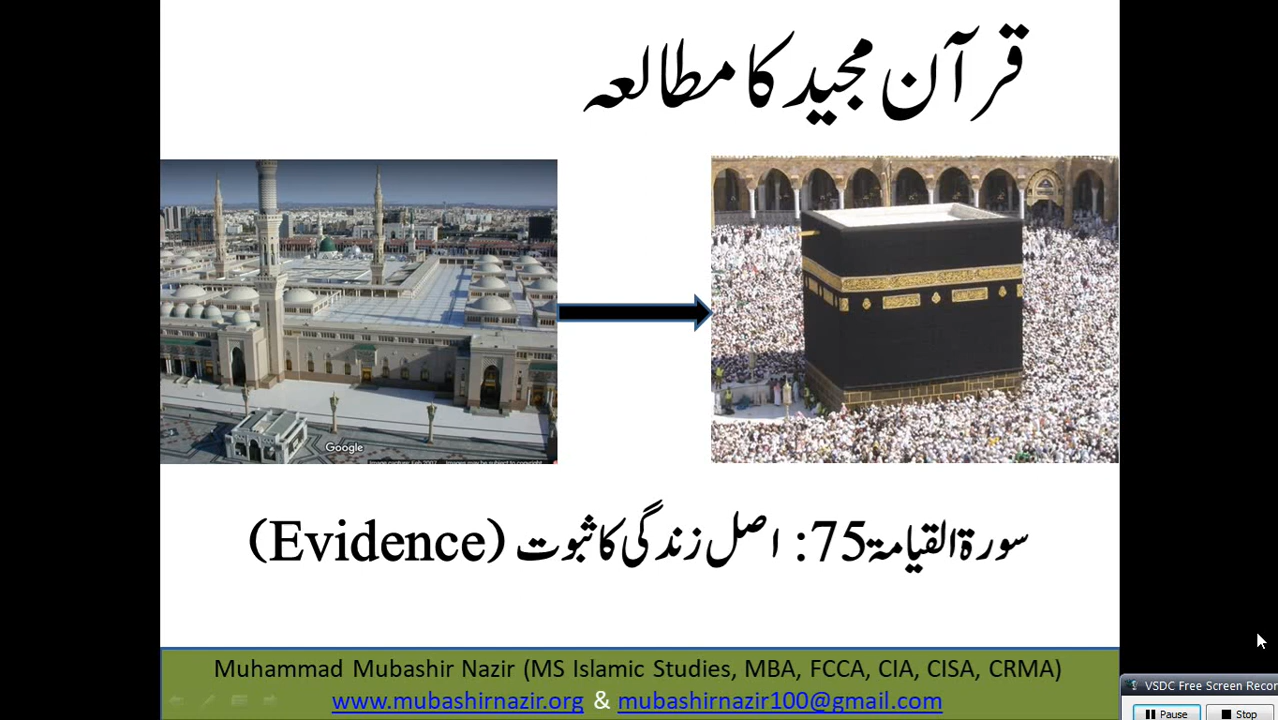 قرآن مجید کا مطالعہ
Google
سورۃ القیامۃ 75: اصل زندگی کا ثبوت (Evidence)
Muhammad Mubashir Nazir (MS Islamic Studies, MBA, FCCA, CIA, CISA, CRMA)
www.mubashirnazir.org & mubashirnazir100@gmail.com
VSDC Free Screen Recor
Pause
Stop